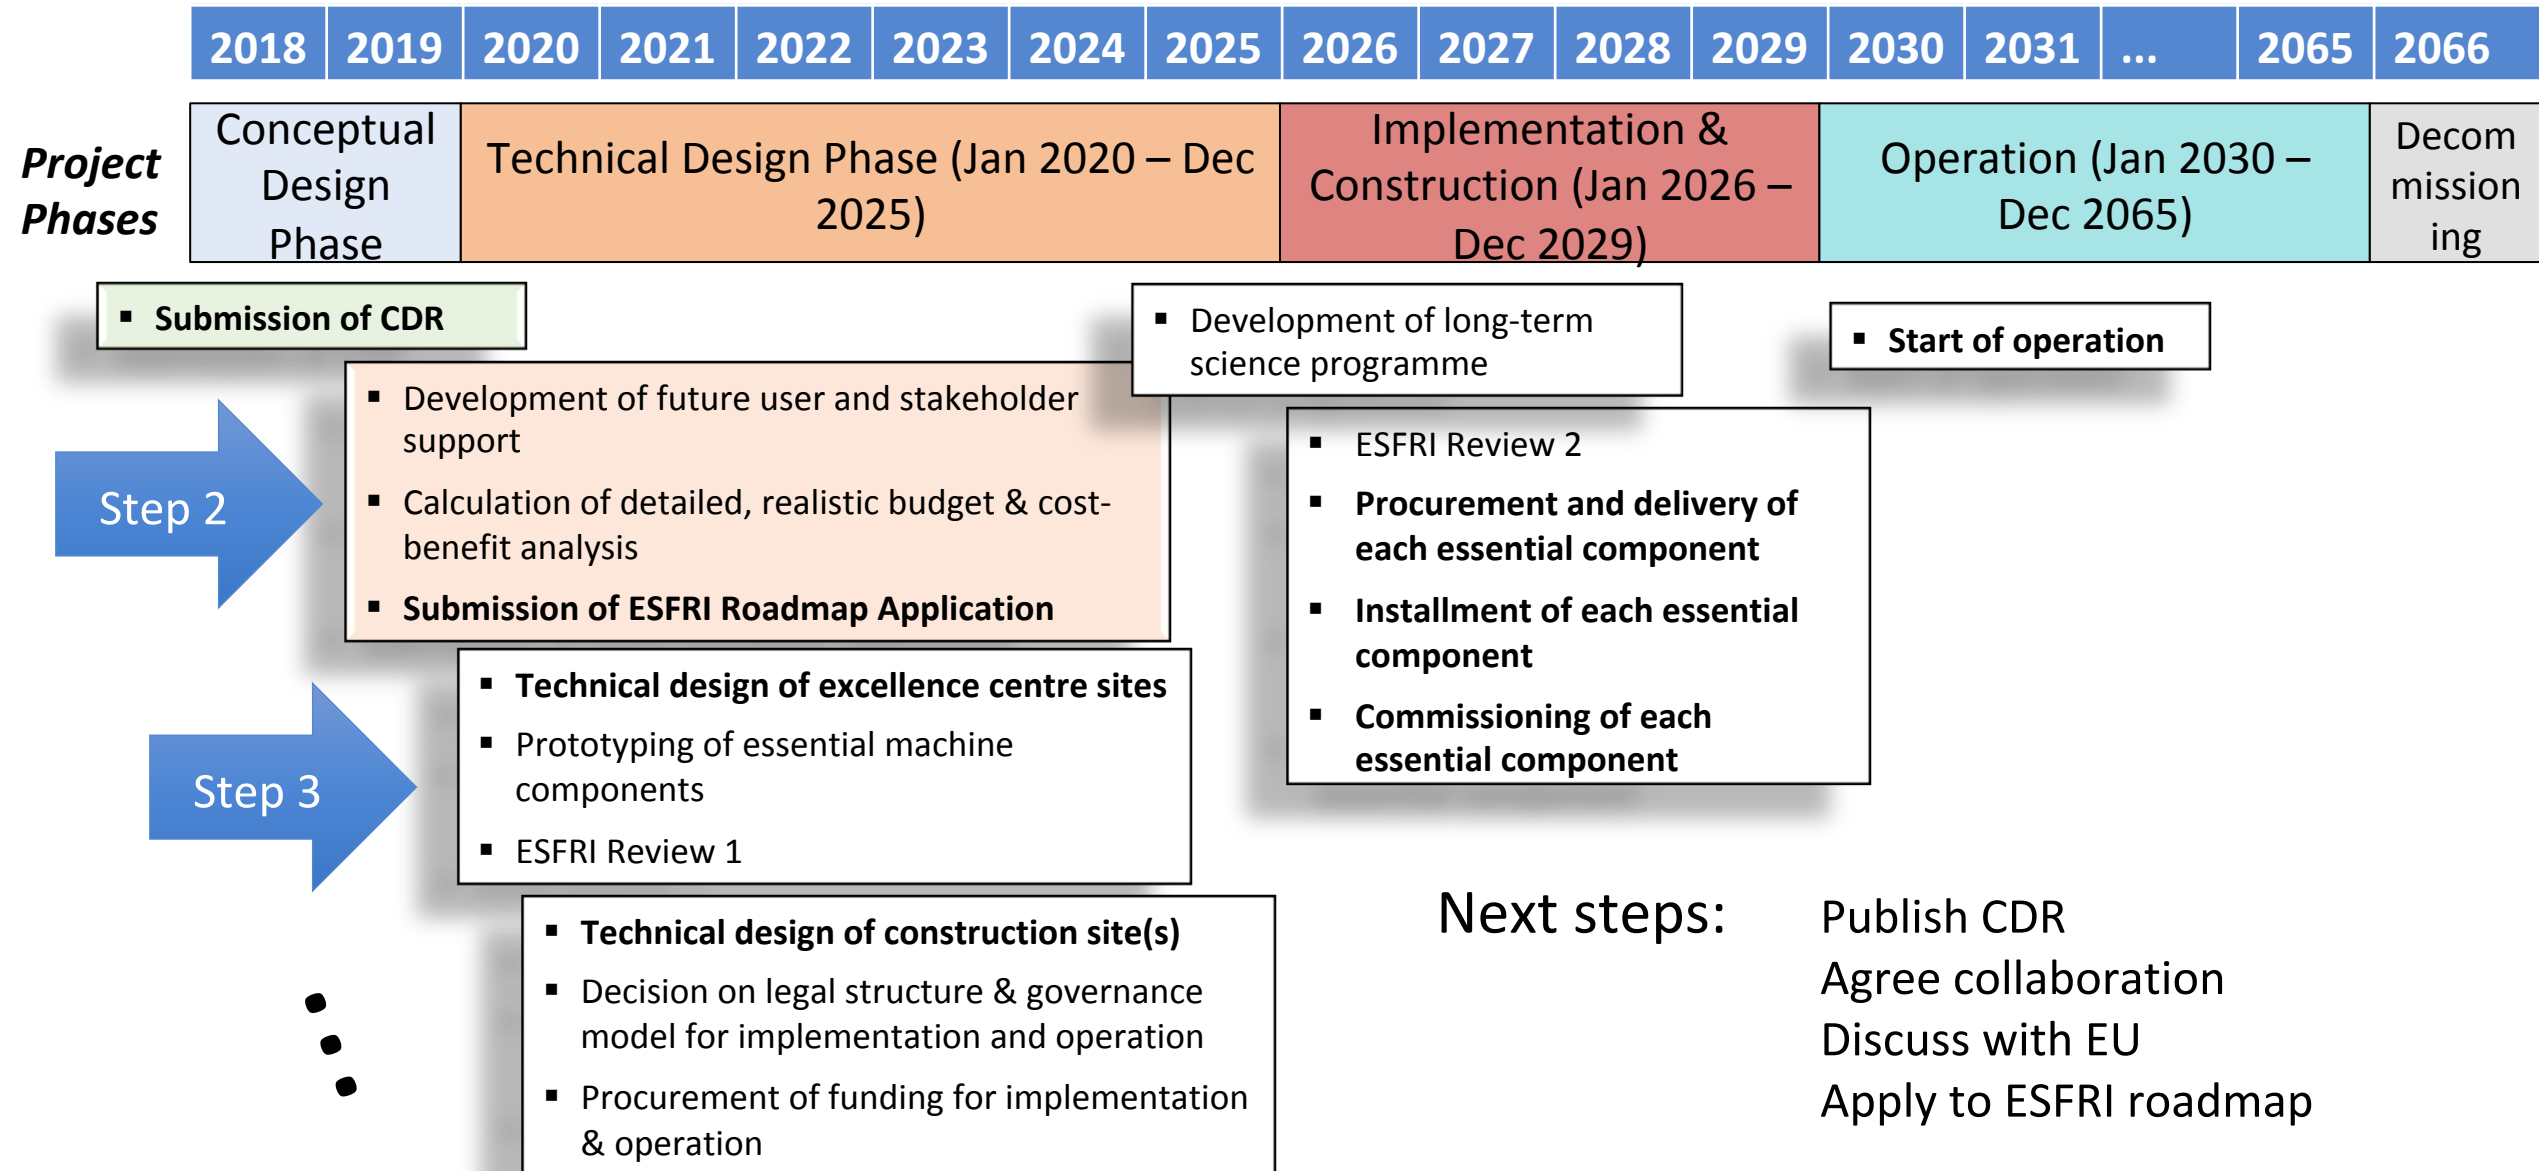 2018 2019 2020 2021 2022 2023 2024 2025 2026 2027 2028 2029 2030 2031 ... 2065 2066
Project
Phases
Conceptual
Design
Phase
Technical Design Phase (Jan 2020 – Dec
2025)
Implementation &
Construction (Jan 2026 –
Dec 2029)
Operation (Jan 2030 –
Dec 2065)
Decom
mission
ing
▪ Submission of CDR
▪ Development of long-term
science programme
▪ Start of operation
Step 2
▪ Development of future user and stakeholder
support
▪ Calculation of detailed, realistic budget & cost-
benefit analysis
▪ Submission of ESFRI Roadmap Application
▪ ESFRI Review 2
▪ Procurement and delivery of
each essential component
▪ Installment of each essential
component
▪ Commissioning of each
essential component
Step 3
▪ Technical design of excellence centre sites
▪ Prototyping of essential machine
components
▪ ESFRI Review 1
▪ Technical design of construction site(s)
▪ Decision on legal structure & governance
model for implementation and operation
▪ Procurement of funding for implementation
& operation
Next steps:
Publish CDR
Agree collaboration
Discuss with EU
Apply to ESFRI roadmap